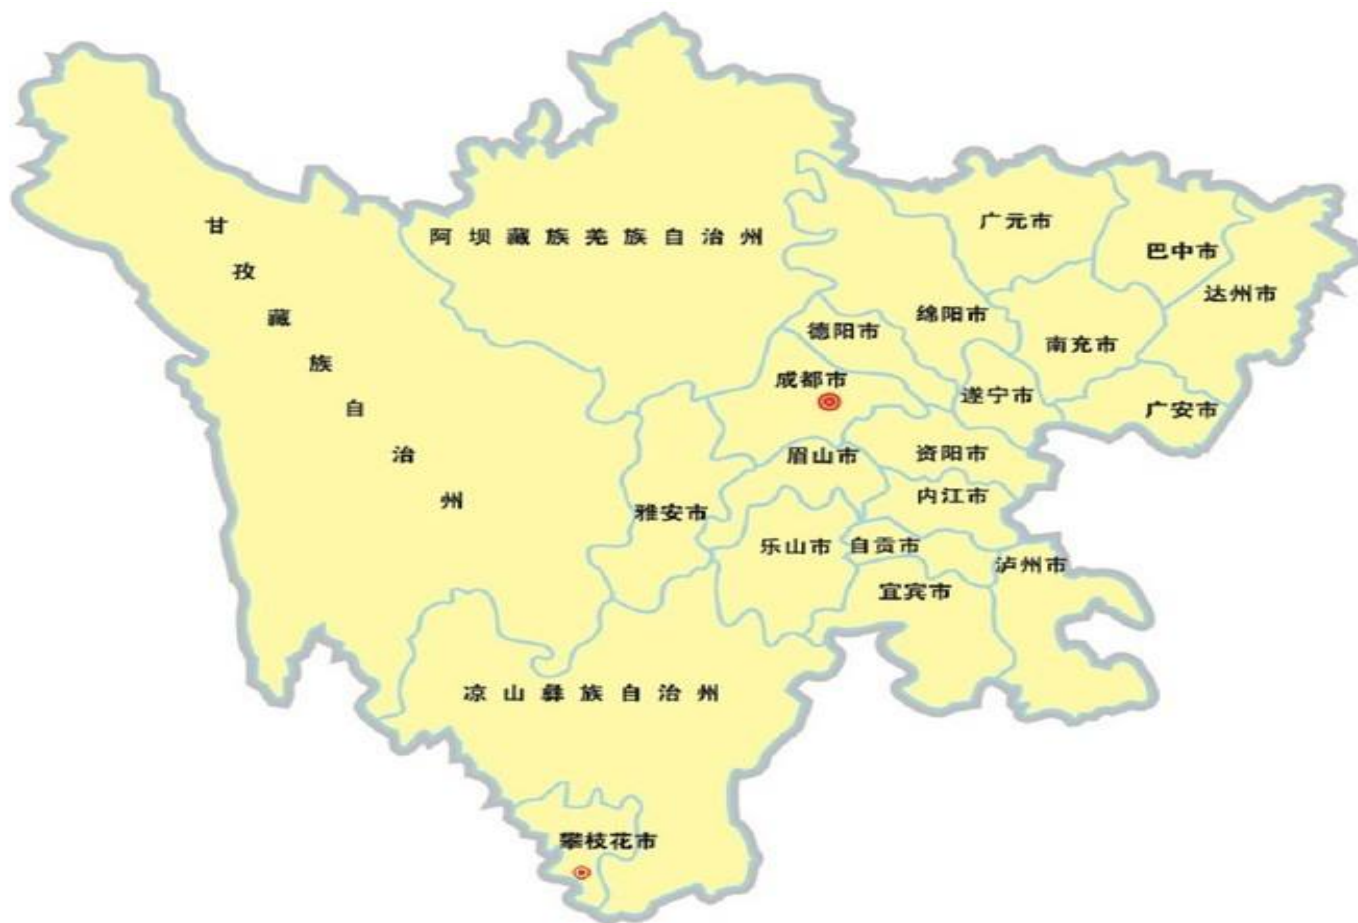 甘孜藏族自治州
阿坝藏族羌族自治州
广元市
巴中市
达州市
绵阳市
德阳市
南充市
成都市
遂宁市
广安市
眉山市
资阳市
内江市
雅安市
乐山市
自贡市
泸州市
宜宾市
凉山彝族自治州
攀枝花市